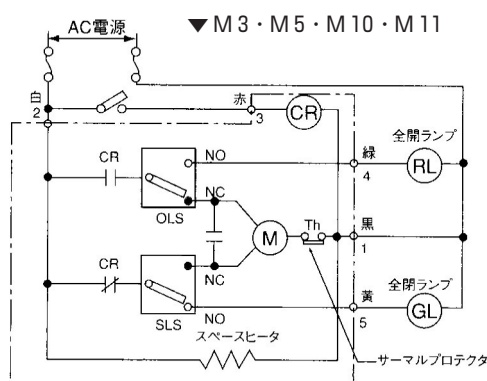 AC電源
▼M3・M5・M10・M11
白
2
赤
3
CR
全開ランプ
CR
NO
緑
4
RL
NC
OLS
Th
黒
M
1
CR
全閉ランプ
NC
黄
GL
SLS
NO
5
スペースヒータ
サーマルプロテクタ